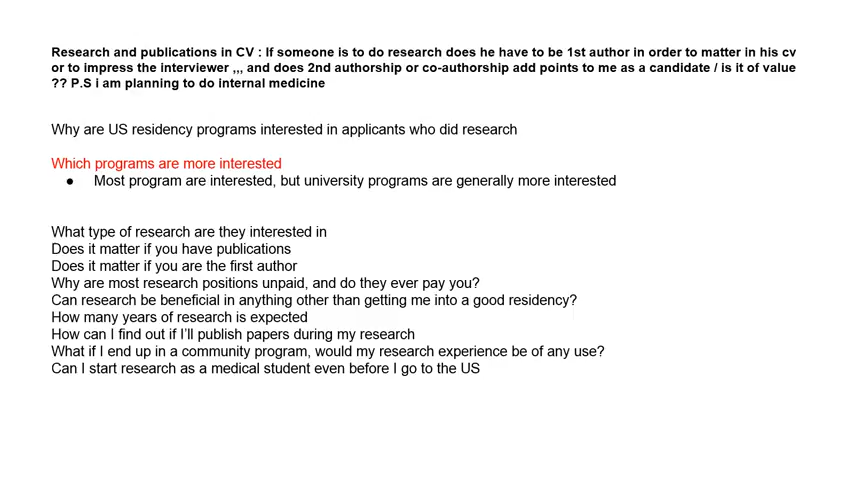 Research and publications in CV : If someone is to do research does he have to be 1st author in order to matter in his cv
or to impress the interviewer ,,, and does 2nd authorship or co-authorship add points to me as a candidate / is it of value
?? P.S i am planning to do internal medicine
Why are US residency programs interested in applicants who did research
Which programs are more interested
● Most program are interested, but university programs are generally more interested
What type of research are they interested in
Does it matter if you have publications
Does it matter if you are the first author
Why are most research positions unpaid, and do they ever pay you?
Can research be beneficial in anything other than getting me into a good residency?
How many years of research is expected
How can I find out if I'll publish papers during my research
What if I end up in a community program, would my research experience be of any use?
Can I start research as a medical student even before I go to the US